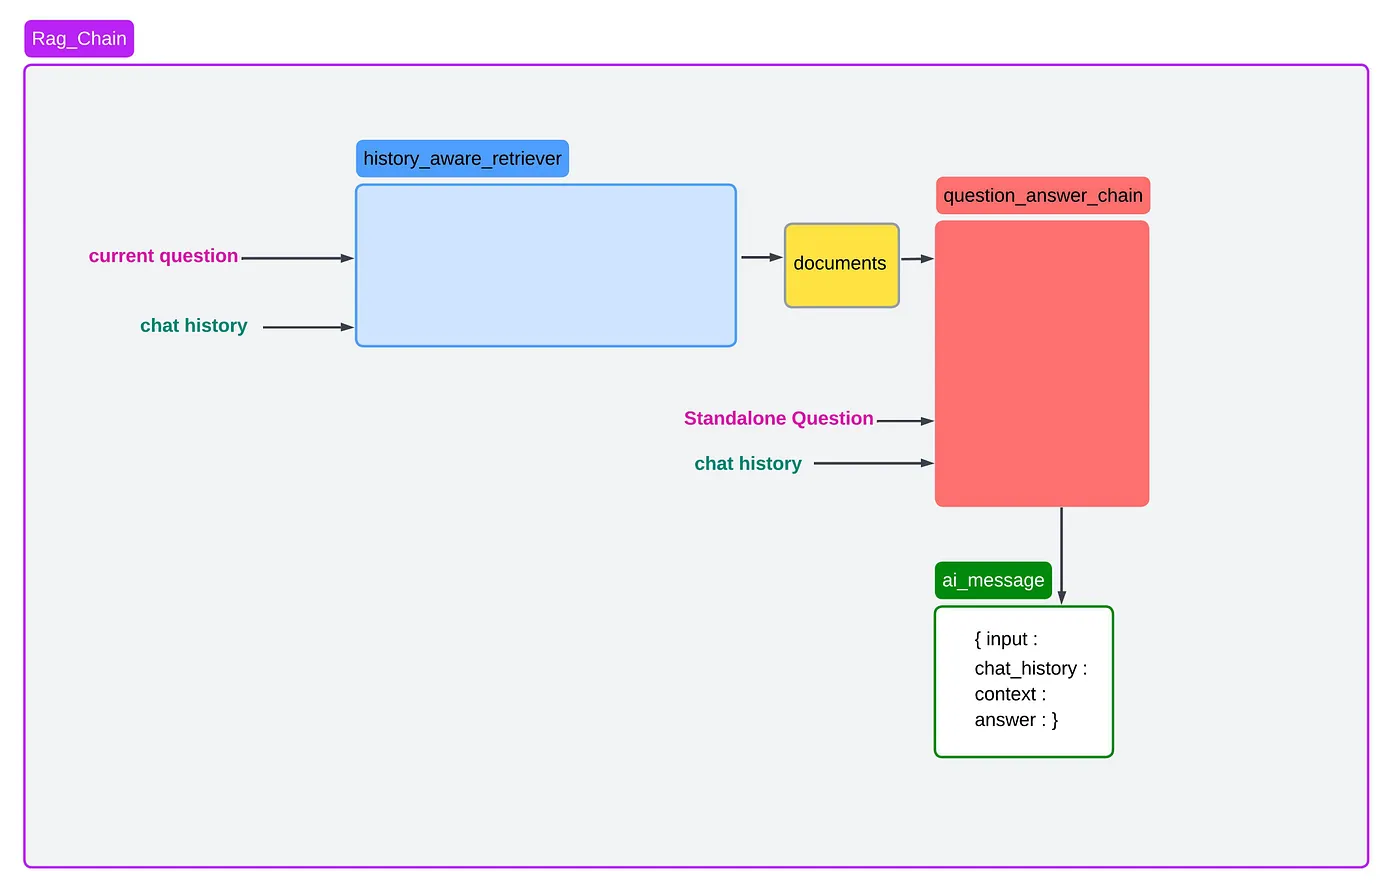 Rag_Chain
history_aware_retriever
question_answer_chain
current question
documents
chat history
Standalone Question
chat history
ai_message
{ input :
chat_history :
context :
answer : }